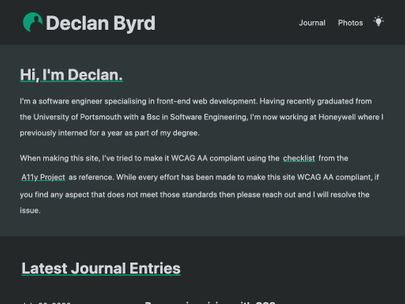 Declan Byrd
Journal Photos
Hi, I'm Declan.
I'm a software engineer specialising in front-end web development. Having recently graduated from
the University of Portsmouth with a Bsc in Software Engineering, I'm now working at Honeywell where I
previously interned for a year as part of my degree.
When making this site, I've tried to make it WCAG AA compliant using the checklist from the
A11y Project as reference. While every effort has been made to make this site WCAG AA compliant, if
you find any aspect that does not meet those standards then please reach out and I will resolve the
issue.
Latest Journal Entries